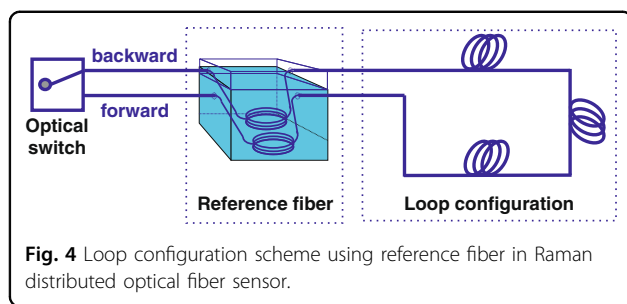 backward
forward
Optical
switch
Reference fiber
Loop configuration
Fig. 4 Loop configuration scheme using reference fiber in Raman
distributed optical fiber sensor.